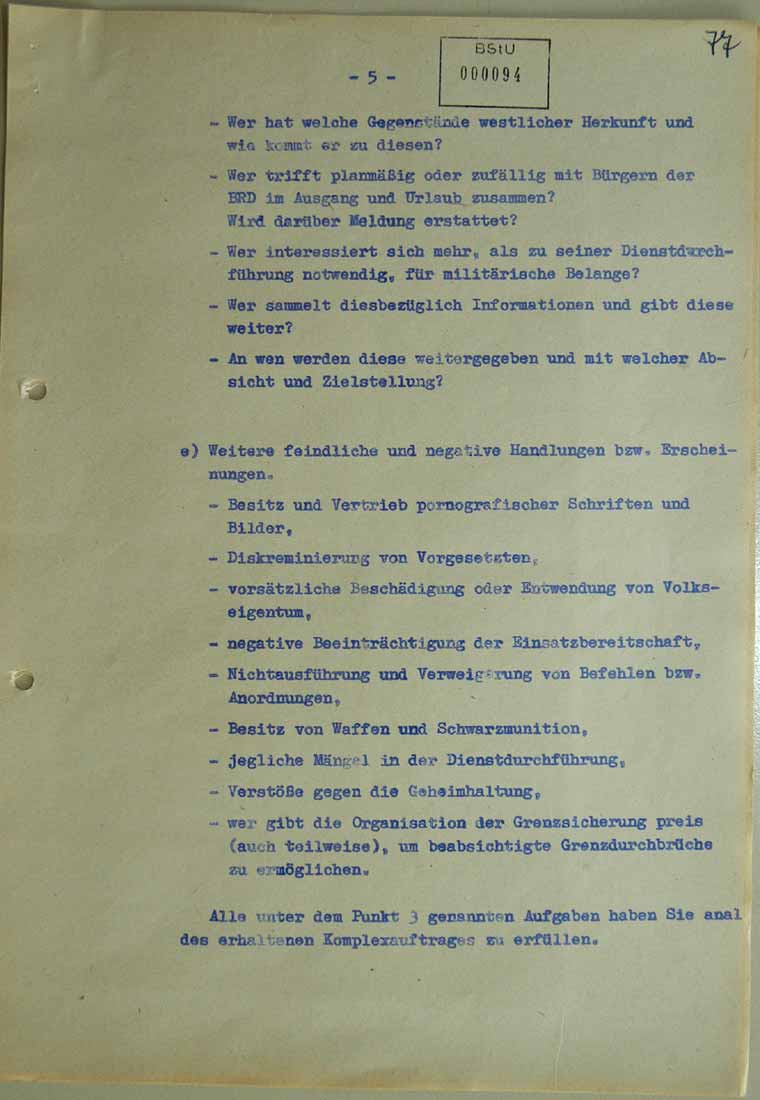 77
BStU
000094
- 5 -
- Wer hat welche Gegenstände westlicher Herkunft und
wie kommt er zu diesen?
- Wer trifft planmäßig oder zufällig mit Bürgern der
BRD im Ausgang und Urlaub zusammen?
Wird darüber Meldung erstattet?
- Wer interessiert sich mehr, als zu seiner Dienstdurch-
führung notwendig, für militärische Belange?
- Wer sammelt diesbezüglich Informationen und gibt diese
weiter?
- An wen werden diese weitergegeben und mit welcher Ab-
sicht und Zielstellung?
e) Weitere feindliche und negative Handlungen bzw. Erschei-
nungen.
- Besitz und Vertrieb pornografischer Schriften und
Bilder,
- Diskreminierung von Vorgesetzten,
- vorsätzliche Beschädigung oder Entwendung von Volks-
eigentum,
- negative Beeinträchtigung der Einsatzbereitschaft,
- Nichtausführung und Verweigerung von Befehlen bzw.
Anordnungen,
- Besitz von Waffen und Schwarzmunition,
- jegliche Mängel in der Dienstdurchführung,
- Verstöße gegen die Geheimhaltung,
- wer gibt die Organisation der Grenzsicherung preis
(auch teilweise), um beabsichtigte Grenzdurchbrüche
zu ermöglichen.
Alle unter dem Punkt 3 genannten Aufgaben haben Sie anal
des erhaltenen Komplexauftrages zu erfüllen.